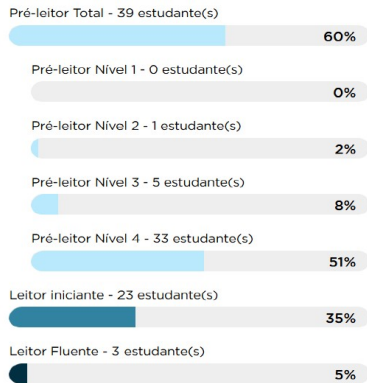 Pré-leitor Total - 39 estudante(s)
60%
Pré-leitor Nível 1 - 0 estudante(s)
0%
Pré-leitor Nível 2 - 1 estudante(s)
2%
Pré-leitor Nível 3 - 5 estudante(s)
8%
Pré-leitor Nível 4 - 33 estudante(s)
51%
Leitor iniciante - 23 estudante(s)
35%
Leitor Fluente - 3 estudante(s)
5%